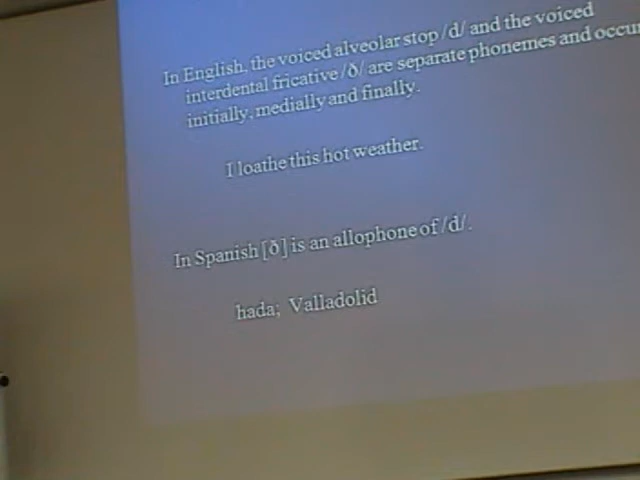 In English, the voiced alveolar stop /d/ and the voiced
interdental fricative /ð/ are separate phonemes and occur
initially, medially and finally.
I loathe this hot weather.
In Spanish [ð] is an allophone of /d/.
hada; Valladolid